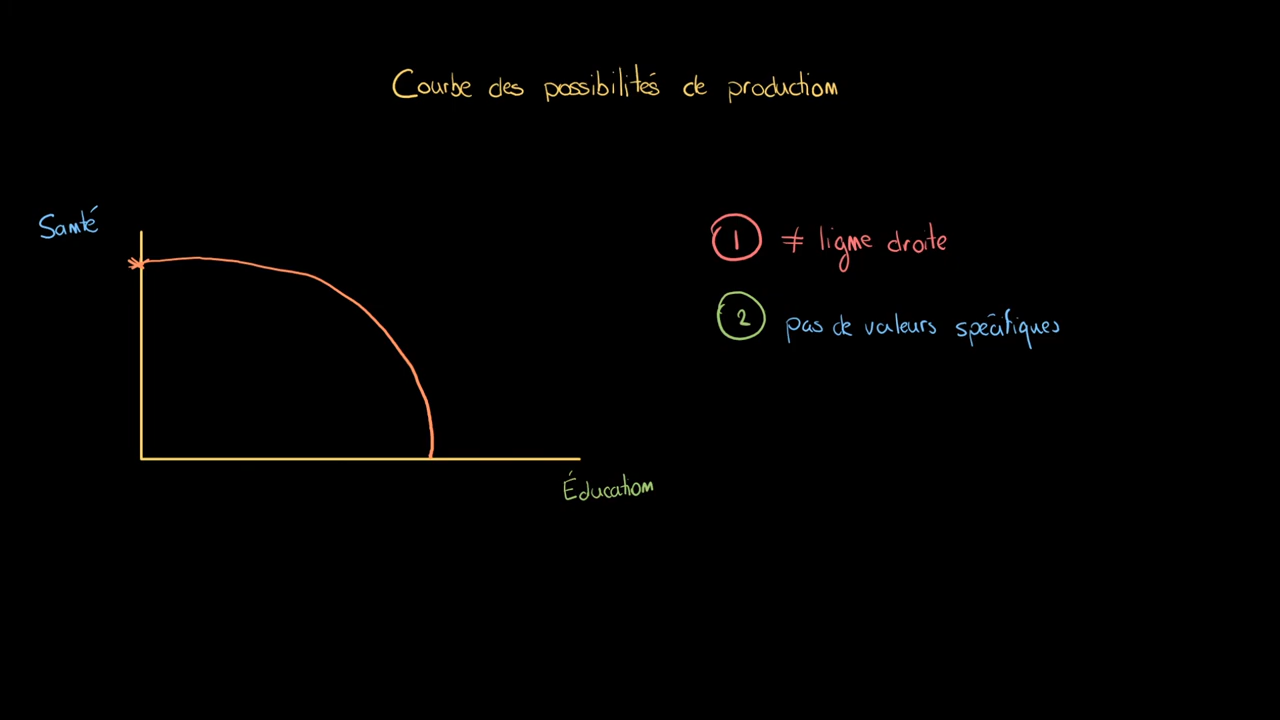 Courbe des possibilités de production
Santé
1 ≠ ligne droite
2 pas de valeurs spécifiques
Éducation